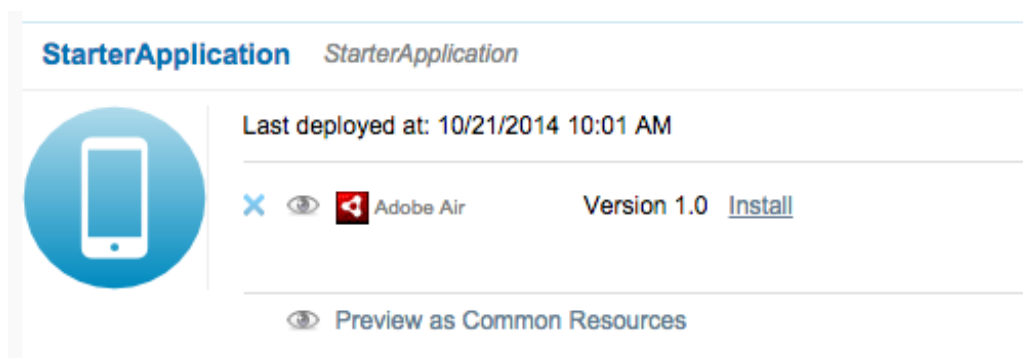 StarterApplication StarterApplication
Last deployed at: 10/21/2014 10:01 AM
Adobe Air Version 1.0 Install
Preview as Common Resources